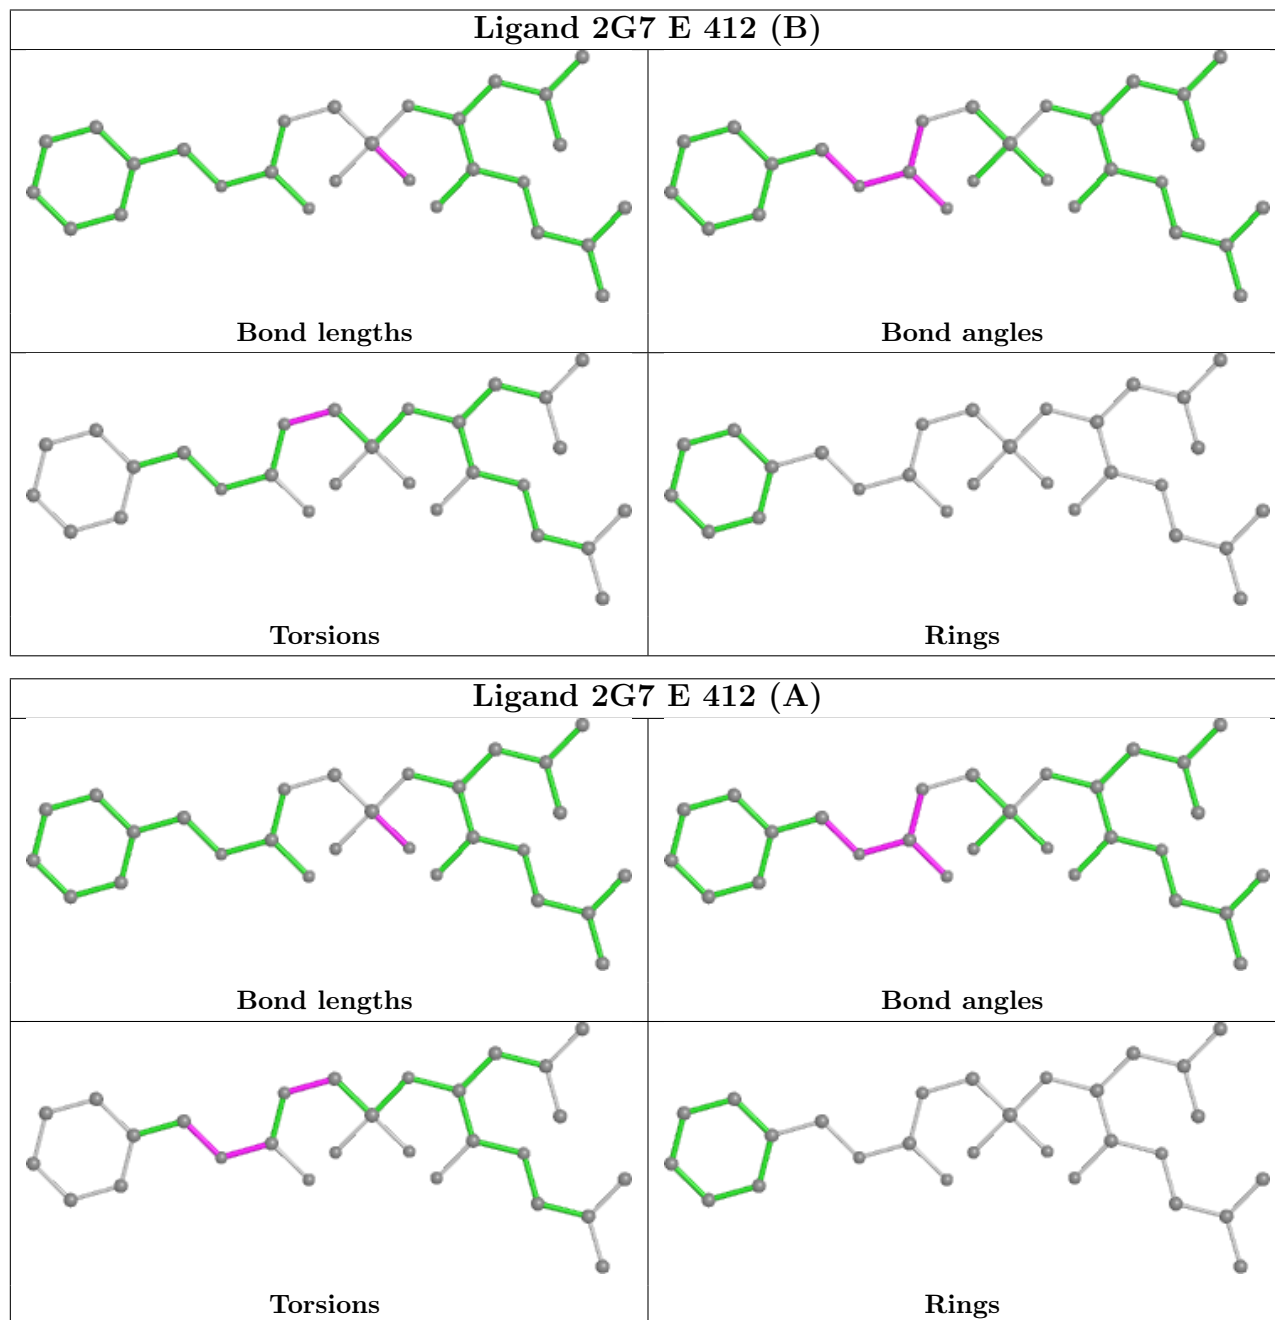 Ligand 2G7 E 412 (B)
Bond lengths
Bond angles
Torsions
Rings
Ligand 2G7 E 412 (A)
Bond lengths
Bond angles
Torsions
Rings